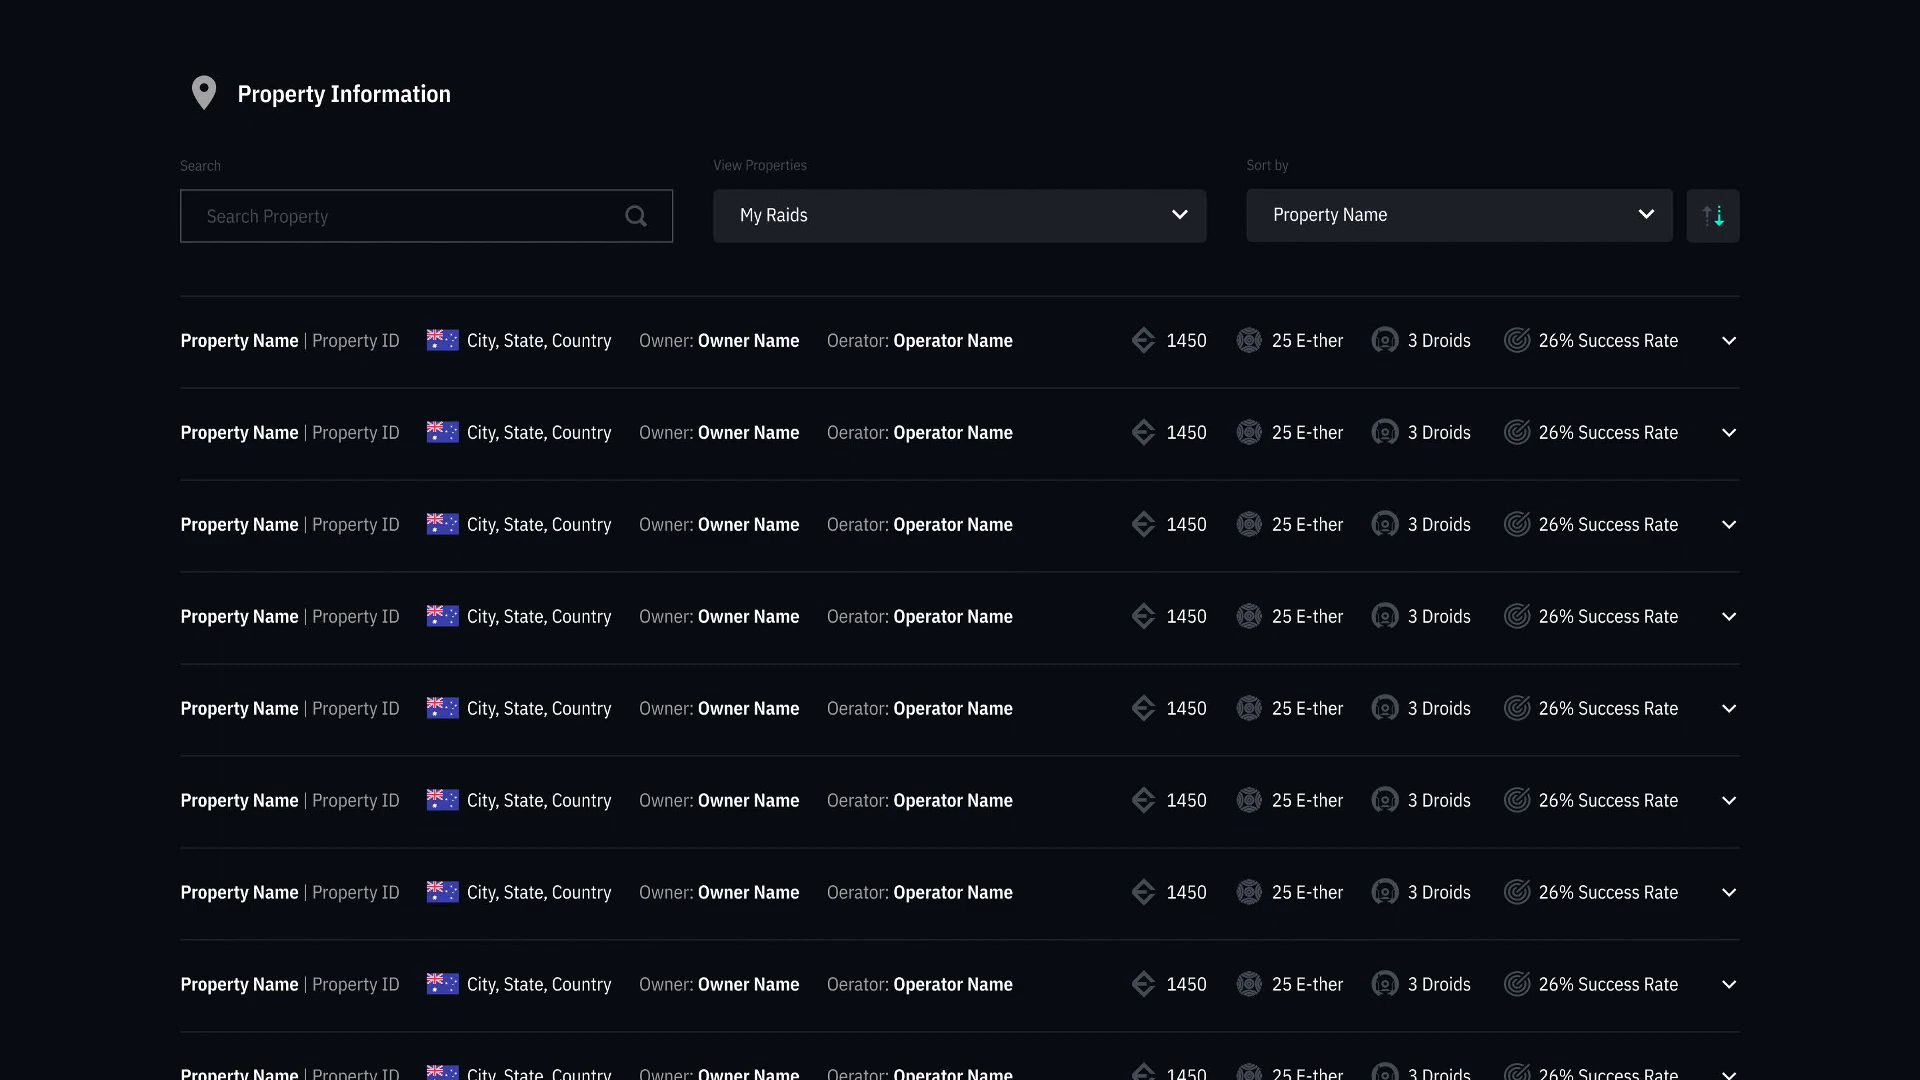 Property Information
Search
View Properties
Sort by
Search Property
My Raids
Property Name
Property Name | Property ID City, State, Country Owner: Owner Name Oerator: Operator Name 1450 25 E-ther 3 Droids 26% Success Rate
Property Name | Property ID City, State, Country Owner: Owner Name Oerator: Operator Name 1450 25 E-ther 3 Droids 26% Success Rate
Property Name | Property ID City, State, Country Owner: Owner Name Oerator: Operator Name 1450 25 E-ther 3 Droids 26% Success Rate
Property Name | Property ID City, State, Country Owner: Owner Name Oerator: Operator Name 1450 25 E-ther 3 Droids 26% Success Rate
Property Name | Property ID City, State, Country Owner: Owner Name Oerator: Operator Name 1450 25 E-ther 3 Droids 26% Success Rate
Property Name | Property ID City, State, Country Owner: Owner Name Oerator: Operator Name 1450 25 E-ther 3 Droids 26% Success Rate
Property Name | Property ID City, State, Country Owner: Owner Name Oerator: Operator Name 1450 25 E-ther 3 Droids 26% Success Rate
Property Name | Property ID City, State, Country Owner: Owner Name Oerator: Operator Name 1450 25 E-ther 3 Droids 26% Success Rate
Property Name | Property ID City, State, Country Owner: Owner Name Oerator: Operator Name 1450 25 E-ther 3 Droids 26% Success Rate